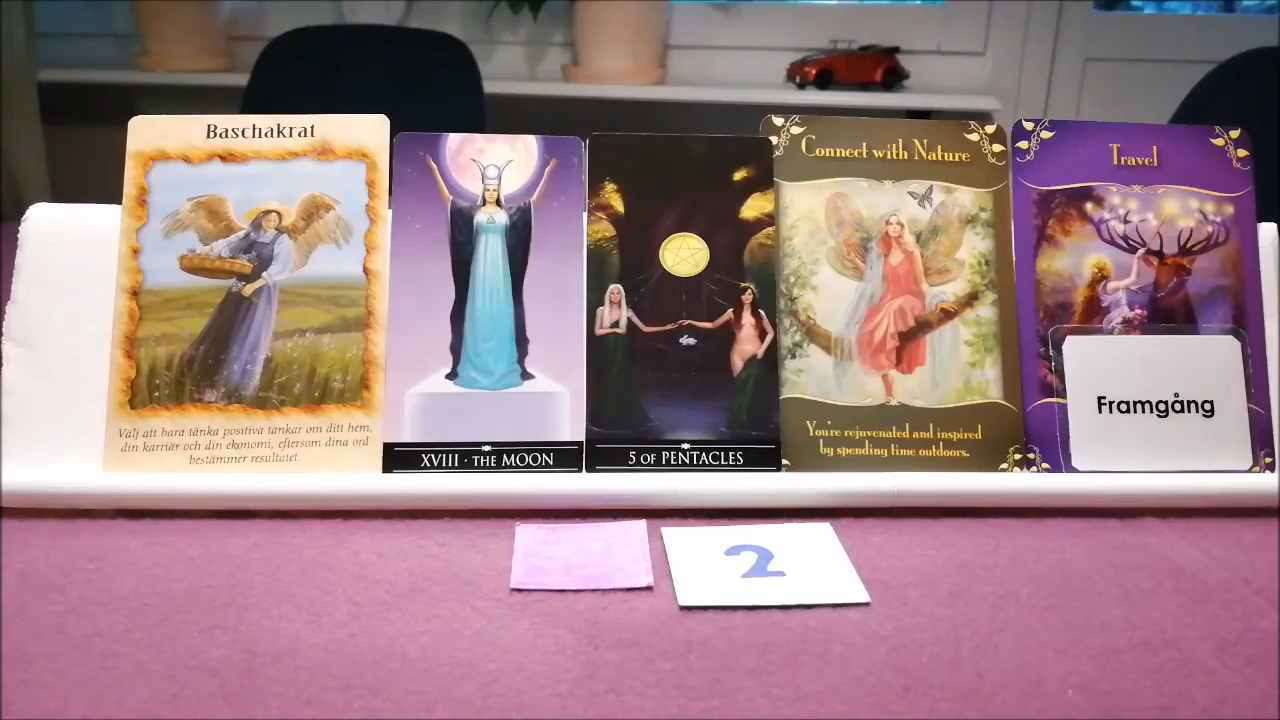 Baschakrat
Välj att bara tänka positiva tankar om ditt hem,
din karriär och din ekonomi, eftersom dina ord
bestämmer resultatet.
XVIII · THE MOON
5 OF PENTACLES
Connect with Nature
You're rejuvenated and inspired
by spending time outdoors.
Travel
Framgång
2